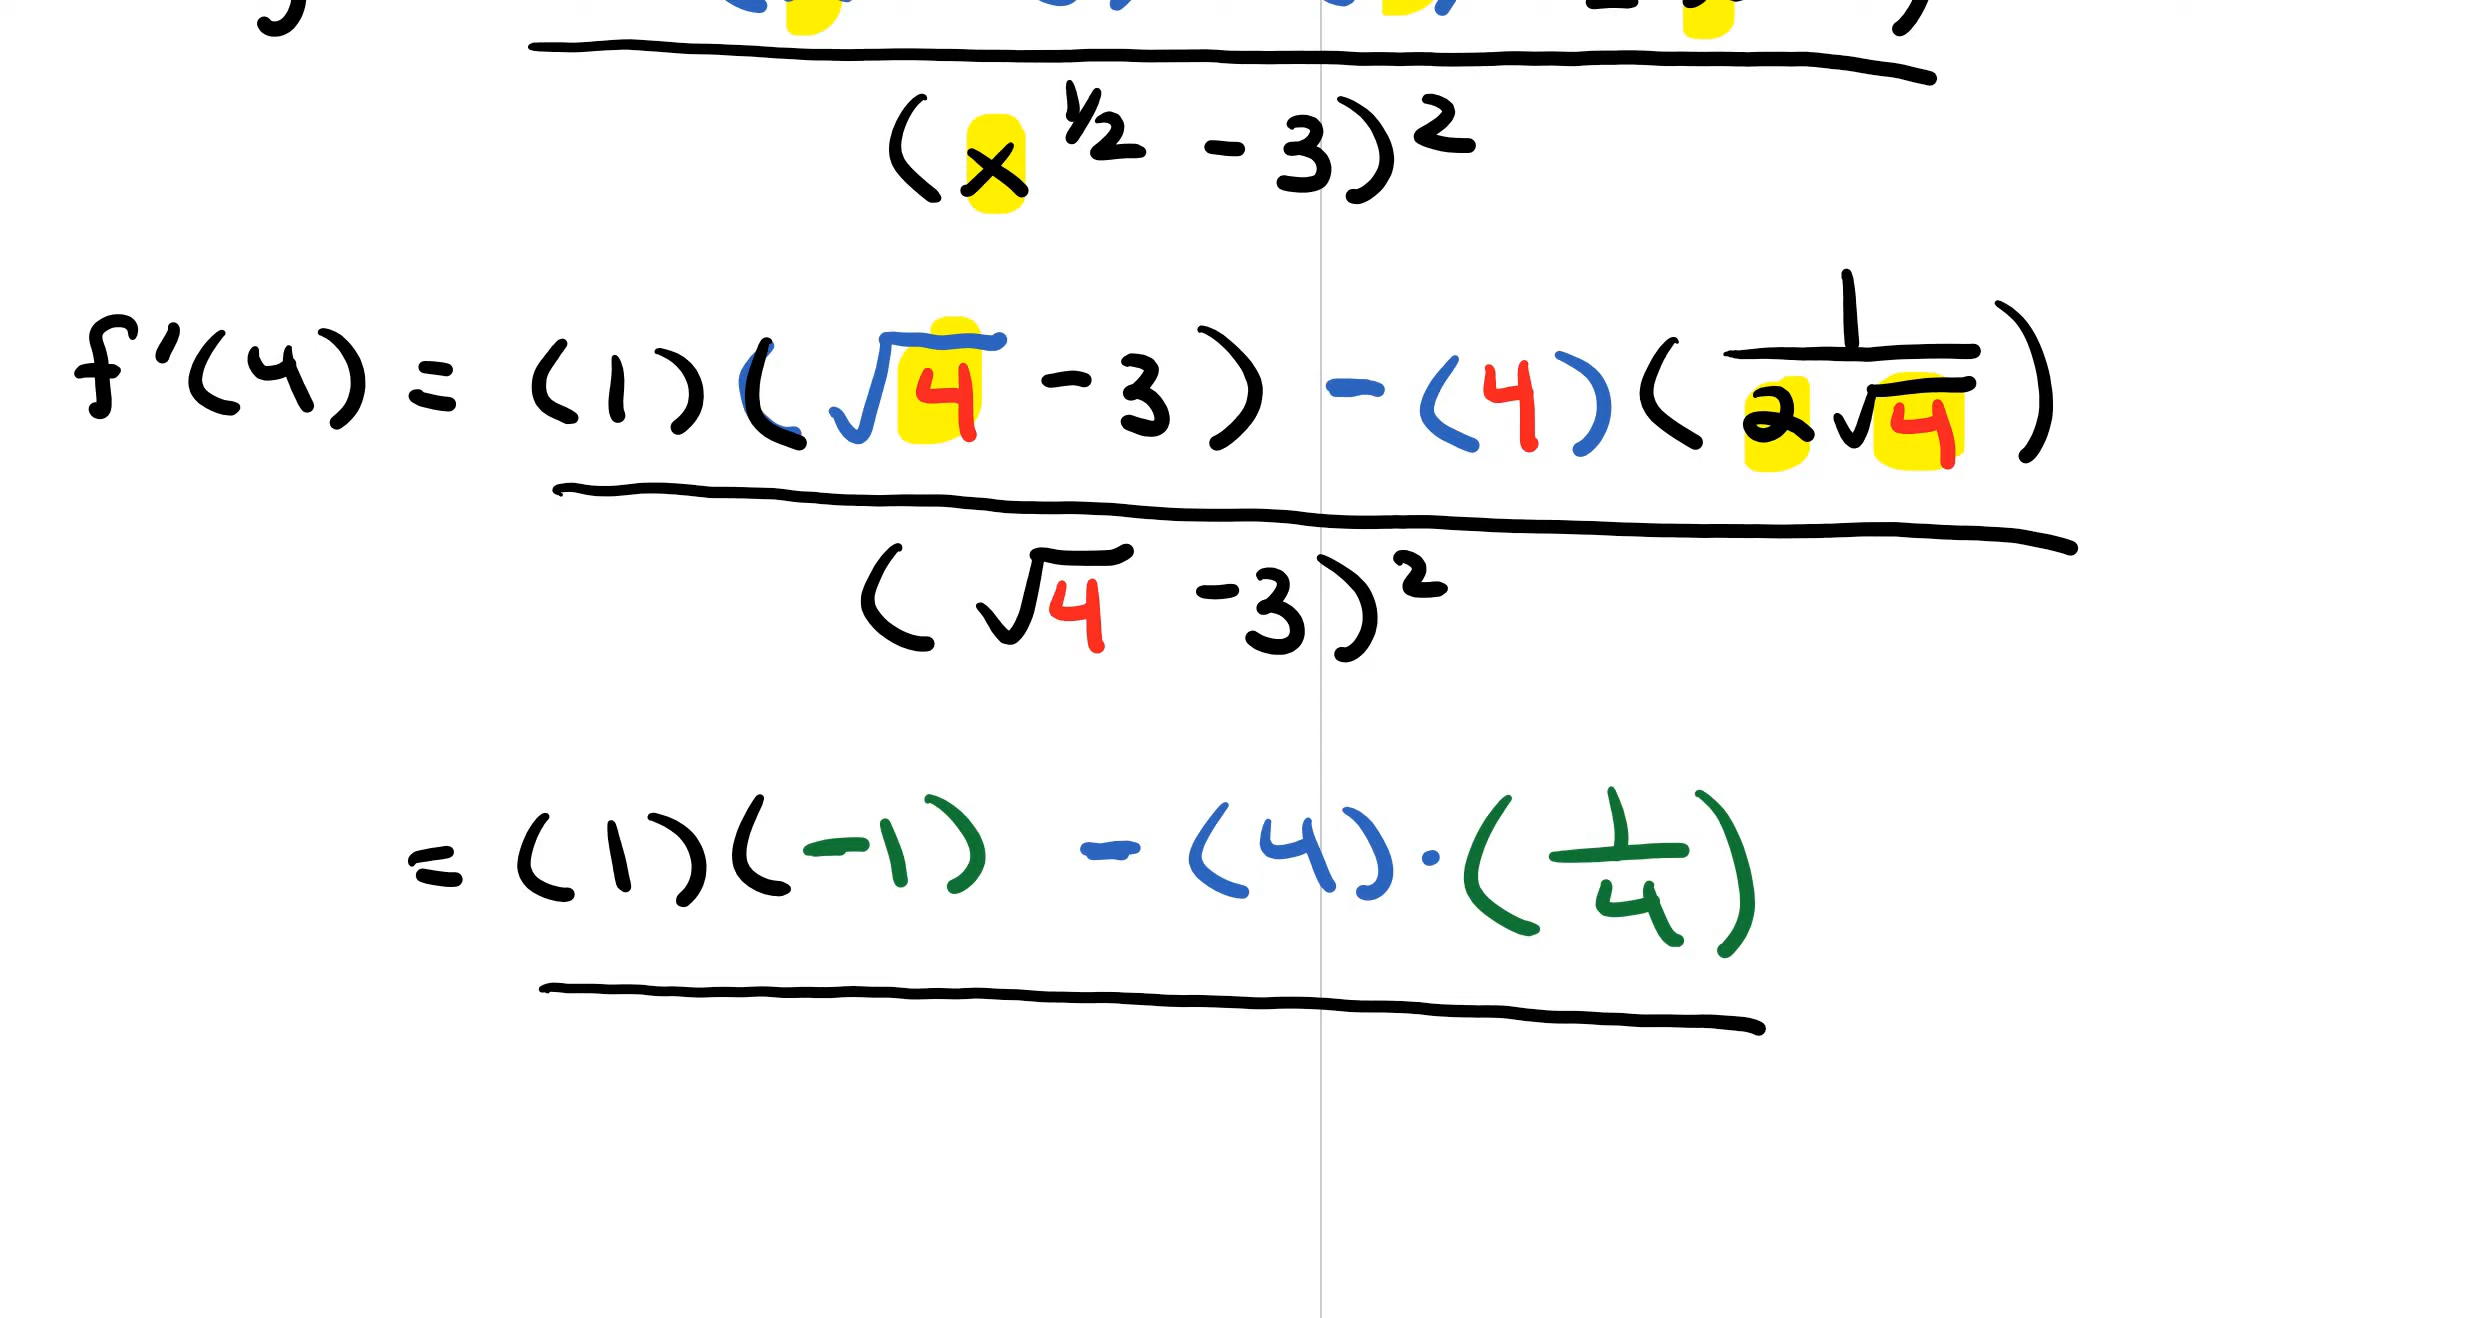 (x^{1/2} - 3)^2
f'(4) = (1)(√4 - 3) - (4)(1/(2√4))
(√4 - 3)^2
= (1)(-1) - (4)·(1/4)